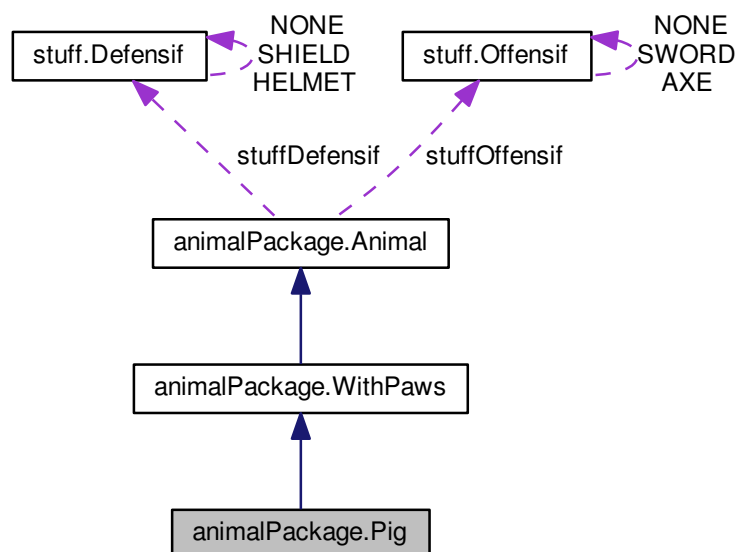 NONE
SHIELD
HELMET
stuff.Defensif
NONE
SWORD
AXE
stuff.Offensif
stuffDefensif
stuffOffensif
animalPackage.Animal
animalPackage.WithPaws
animalPackage.Pig